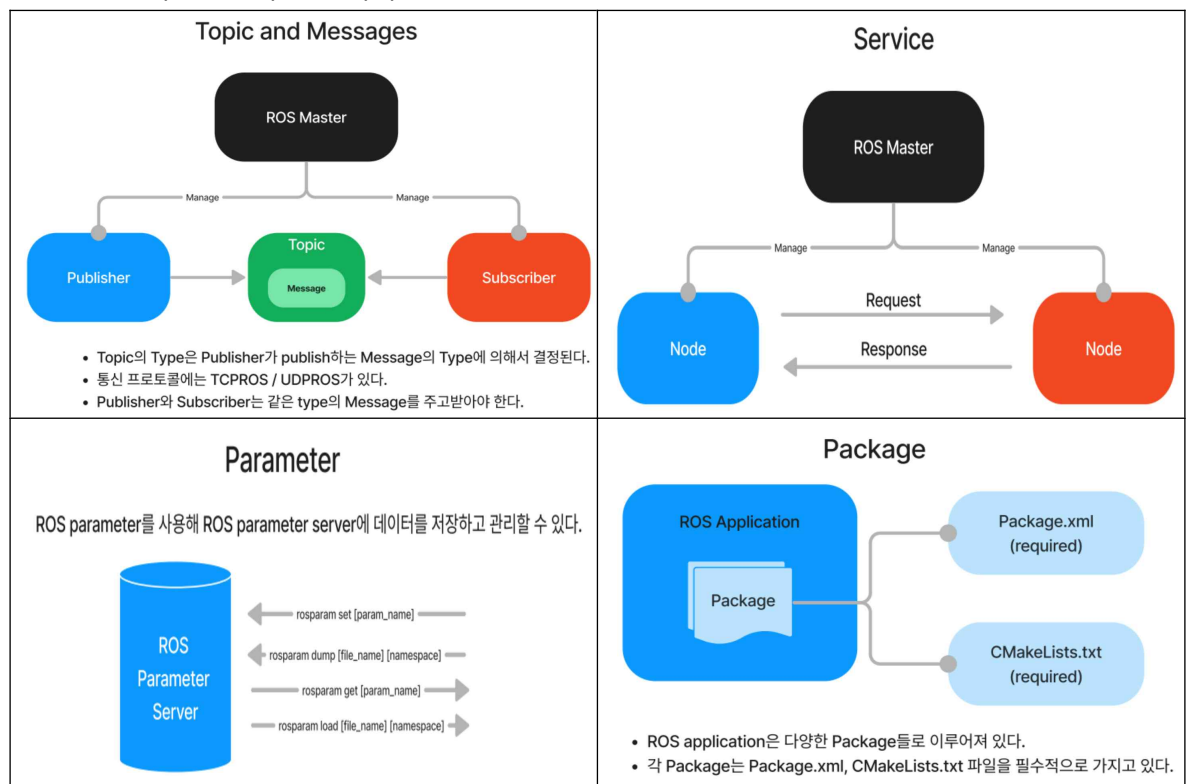 Topic and Messages
ROS Master
Manage
Manage
Publisher
Topic
Message
Subscriber
• Topic의 Type은 Publisher가 publish하는 Message의 Type에 의해서 결정된다.
• 통신 프로토콜에는 TCPROS / UDPROS가 있다.
• Publisher와 Subscriber는 같은 type의 Message를 주고받아야 한다.
Service
ROS Master
Manage
Manage
Node
Request
Response
Node
Parameter
ROS parameter를 사용해 ROS parameter server에 데이터를 저장하고 관리할 수 있다.
ROS
Parameter
Server
rosparam set [param_name]
rosparam dump [file_name] [namespace]
rosparam get [param_name]
rosparam load [file_name] [namespace]
Package
ROS Application
Package
Package.xml
(required)
CMakeLists.txt
(required)
• ROS application은 다양한 Package들로 이루어져 있다.
• 각 Package는 Package.xml, CMakeLists.txt 파일을 필수적으로 가지고 있다.